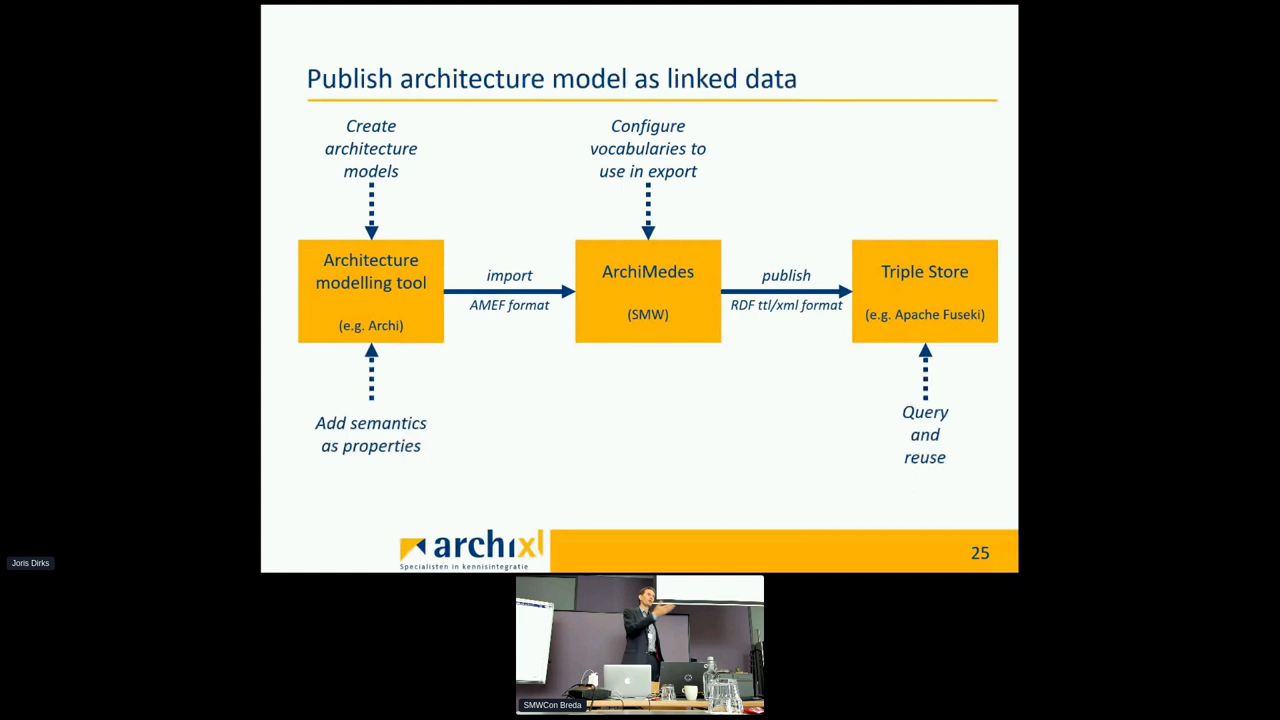 Publish architecture model as linked data
Create
architecture
models
Configure
vocabularies to
use in export
Architecture
modelling tool
(e.g. Archi)
import
AMEF format
ArchiMedes
(SMW)
publish
RDF ttl/xml format
Triple Store
(e.g. Apache Fuseki)
Add semantics
as properties
Query
and
reuse
archixl
Specialisten in kennisintegratie
25
Joris Dirks
SMWCon Breda